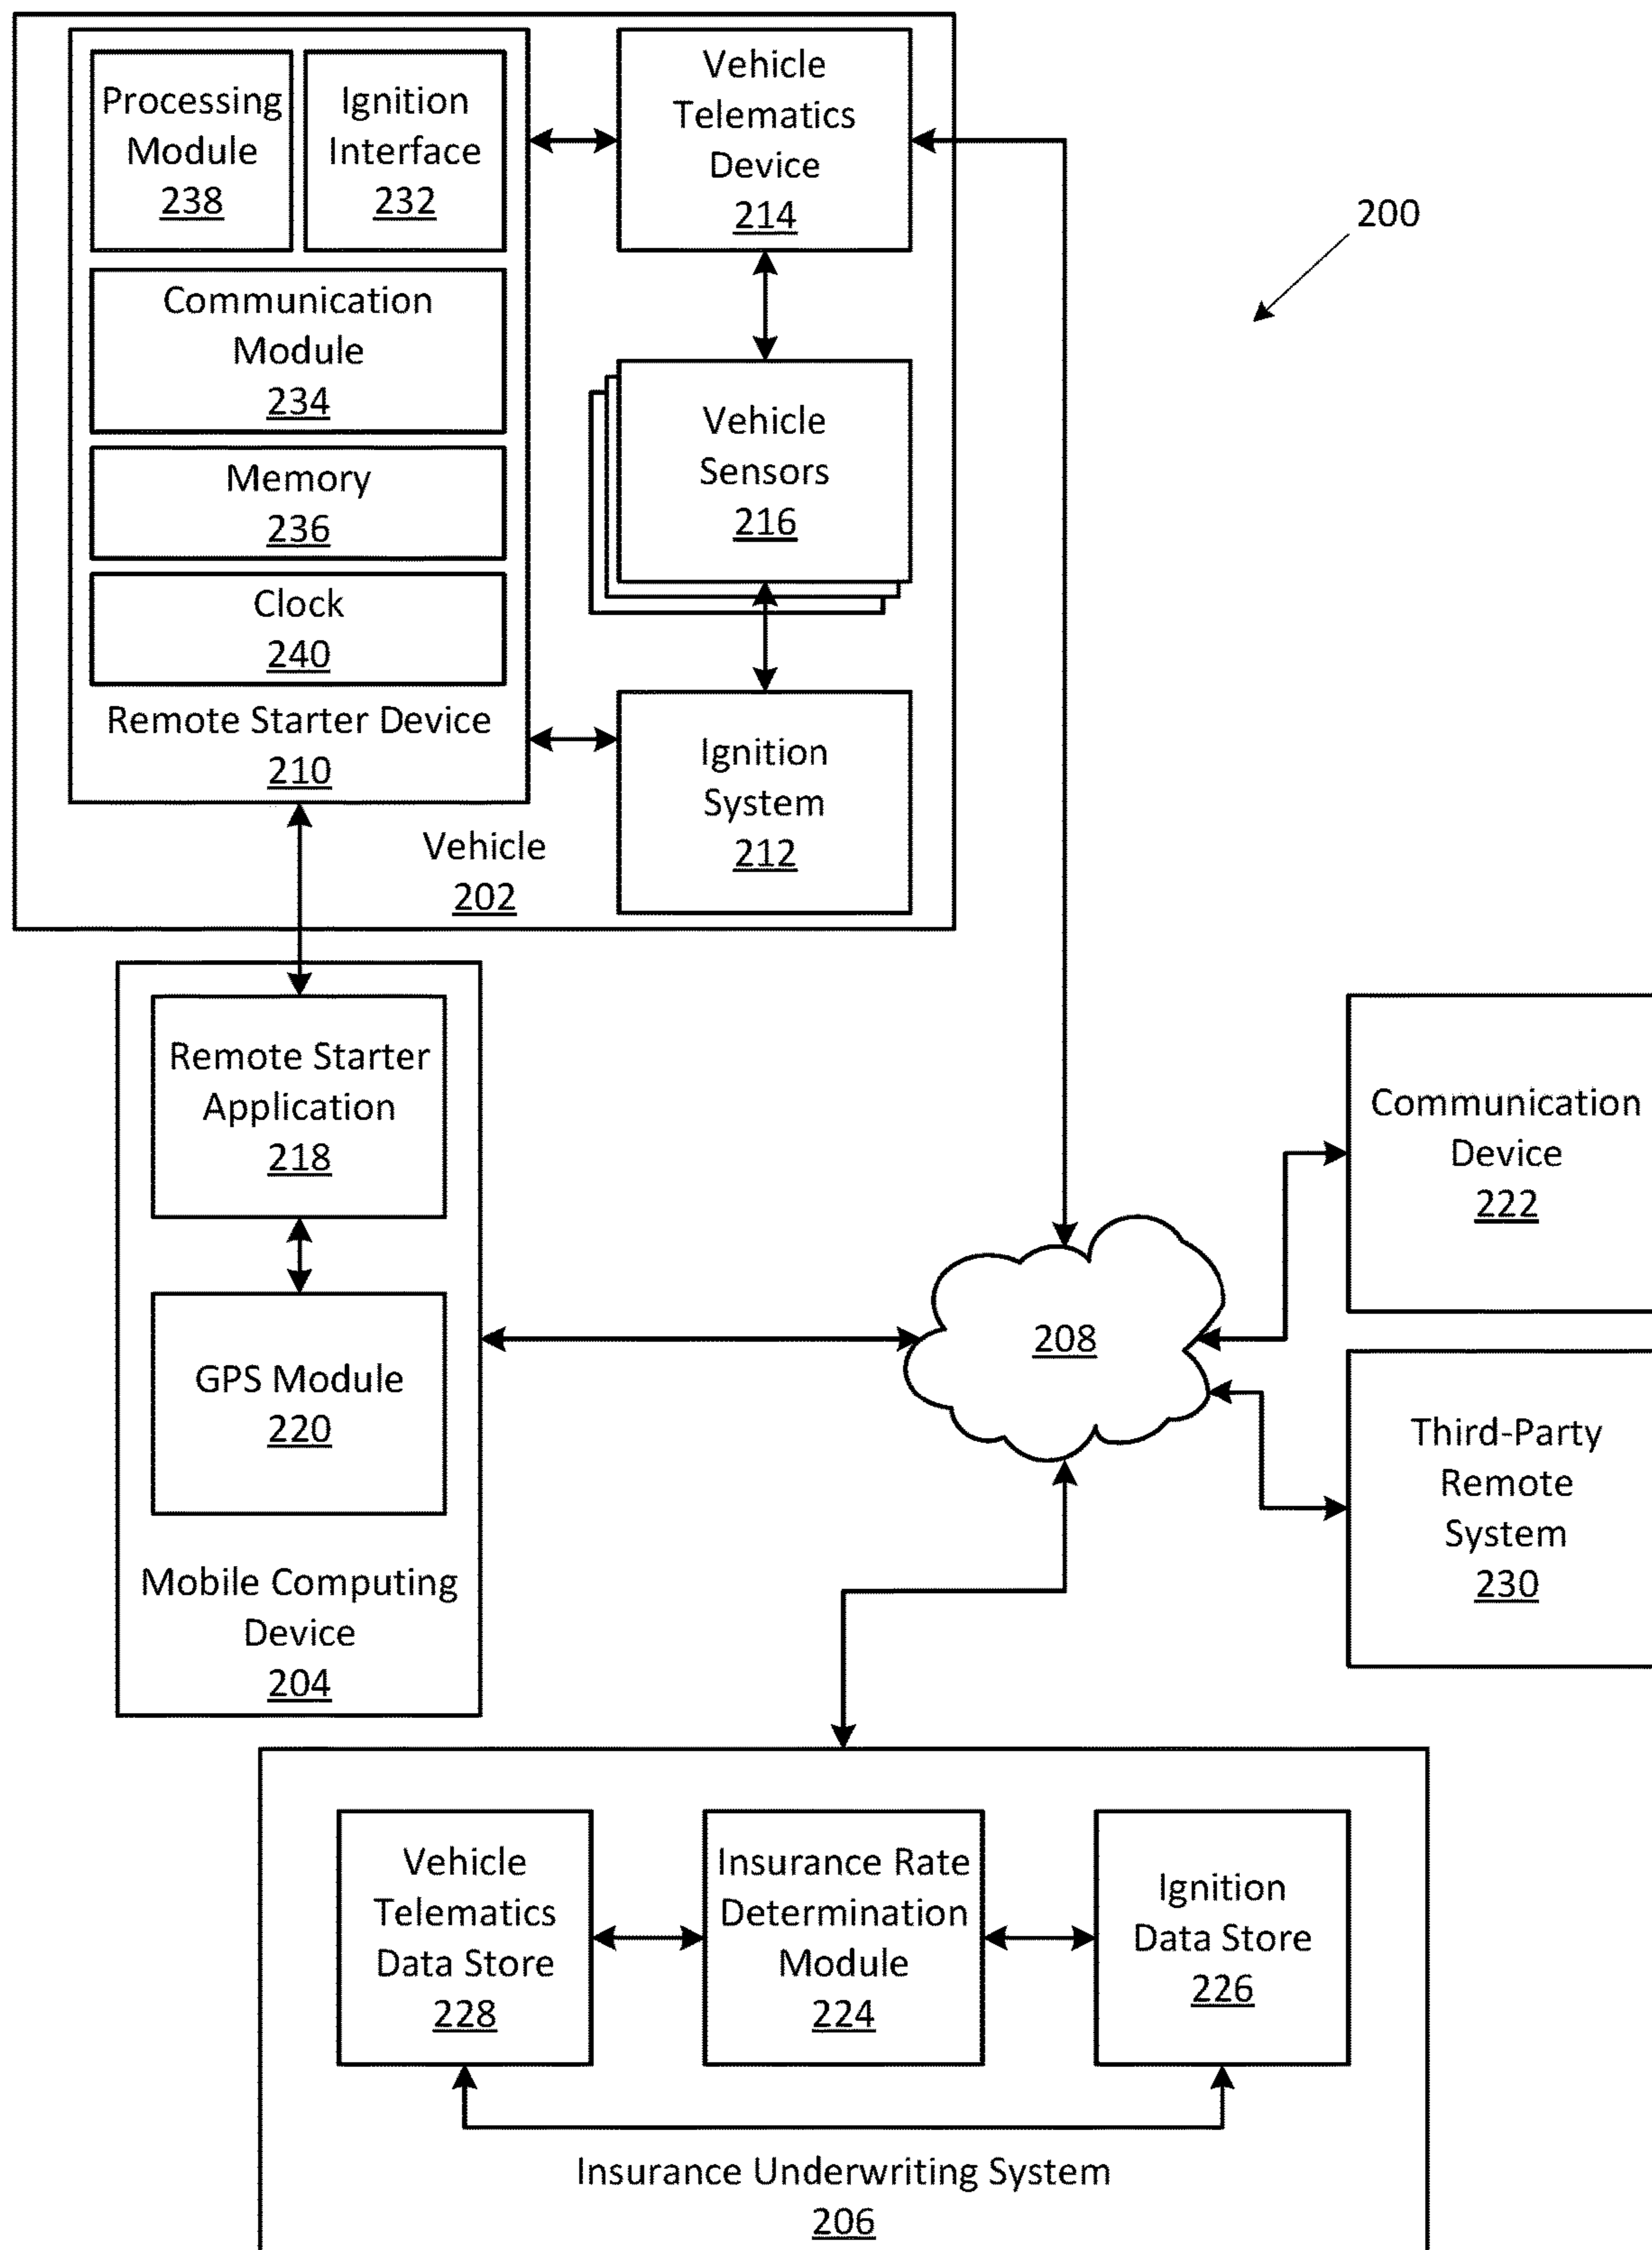 Processing
Module
238
Ignition
Interface
232
Vehicle
Telematics
Device
214
200
Communication
Module
234
Vehicle
Sensors
216
Memory
236
Clock
240
Remote Starter Device
210
Ignition
System
212
Vehicle
202
Remote Starter
Application
218
Communication
Device
222
GPS Module
220
208
Third-Party
Remote
System
230
Mobile Computing
Device
204
Vehicle
Telematics
Data Store
228
Insurance Rate
Determination
Module
224
Ignition
Data Store
226
Insurance Underwriting System
206